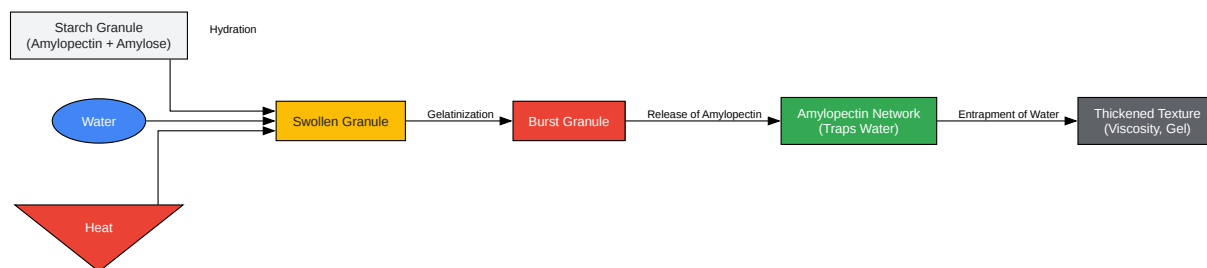 Starch Granule
(Amylopectin + Amylose)
Hydration
Water
Heat
Swollen Granule
Gelatinization
Burst Granule
Release of Amylopectin
Amylopectin Network
(Traps Water)
Entrapment of Water
Thickened Texture
(Viscosity, Gel)